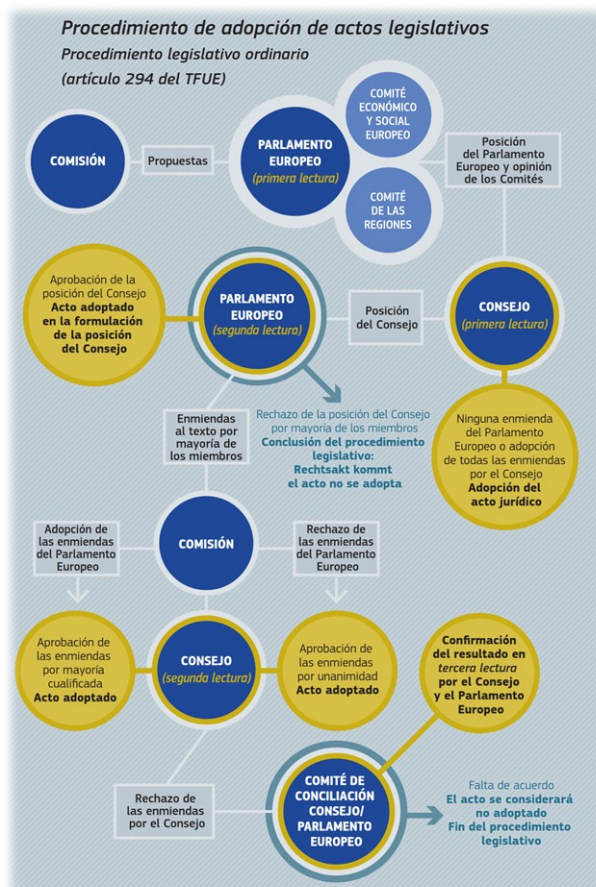 Procedimiento de adopción de actos legislativos
Procedimiento legislativo ordinario
(artículo 294 del TFUE)
COMISIÓN
Propuestas
PARLAMENTO
EUROPEO
(primera lectura)
COMITÉ
ECONÓMICO
Y SOCIAL
EUROPEO
COMITÉ
DE LAS
REGIONES
Posición
del Parlamento
Europeo y opinión
de los Comités
Aprobación de la
posición del Consejo
Acto adoptado
en la formulación
de la posición
del Consejo
PARLAMENTO
EUROPEO
(segunda lectura)
Posición
del Consejo
CONSEJO
(primera lectura)
Enmiendas
al texto por
mayoría de
los miembros
Rechazo de la posición del Consejo
por mayoría de los miembros
Conclusión del procedimiento
legislativo:
Rechtsakt kommt
el acto no se adopta
Ninguna enmienda
del Parlamento
Europeo o adopción
de todas las enmiendas
por el Consejo
Adopción del
acto jurídico
Adopción de
las enmiendas
del Parlamento
Europeo
COMISIÓN
Rechazo de
las enmiendas
del Parlamento
Europeo
Aprobación de
las enmiendas
por mayoría
cualificada
Acto adoptado
CONSEJO
(segunda lectura)
Aprobación de
las enmiendas
por unanimidad
Acto adoptado
Confirmación
del resultado en
tercera lectura
por el Consejo
y el Parlamento
Europeo
Rechazo de
las enmiendas
por el Consejo
COMITÉ DE
CONCILIACIÓN
CONSEJO/
PARLAMENTO
EUROPEO
Falta de acuerdo
El acto se considerará
no adoptado
Fin del procedimiento
legislativo